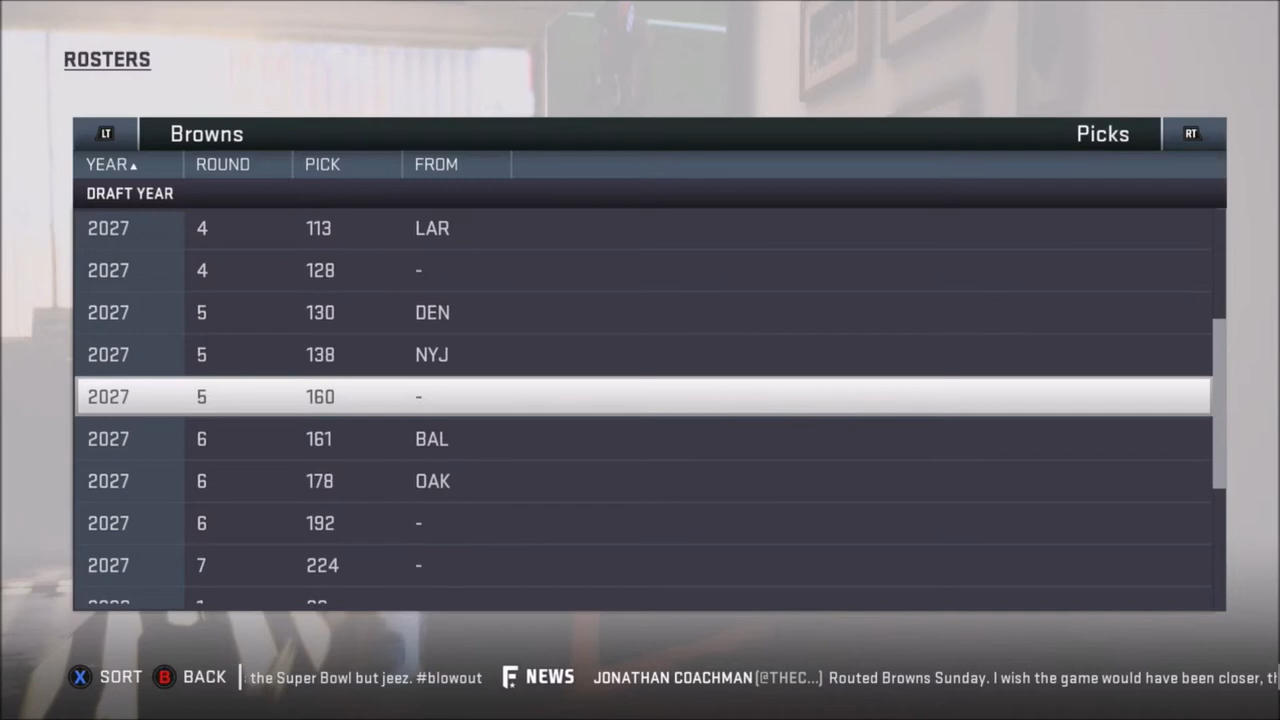 ROSTERS
LT Browns Picks RT
YEAR ROUND PICK FROM
DRAFT YEAR
2027 4 113 LAR
2027 4 128 -
2027 5 130 DEN
2027 5 138 NYJ
2027 5 160 -
2027 6 161 BAL
2027 6 178 OAK
2027 6 192 -
2027 7 224 -
X SORT B BACK the Super Bowl but jeez. #blowout F NEWS JONATHAN COACHMAN [@THEC...] Routed Browns Sunday. I wish the game would have been closer,